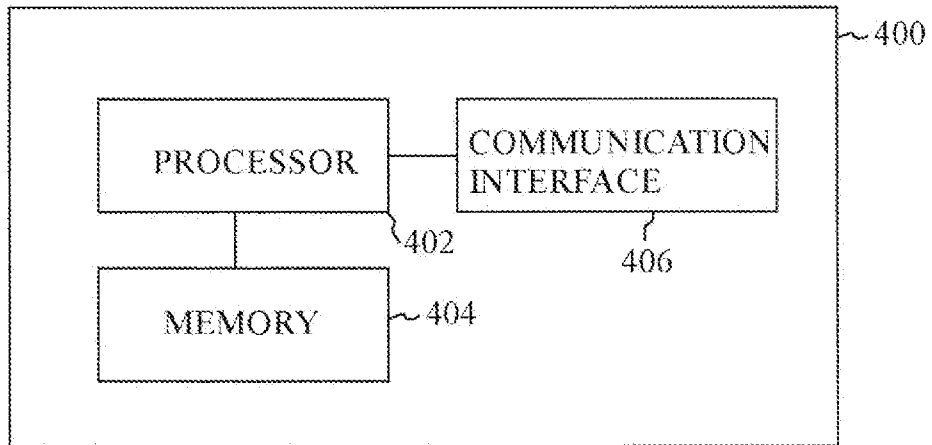 400
PROCESSOR
COMMUNICATION
INTERFACE
402
406
MEMORY
404